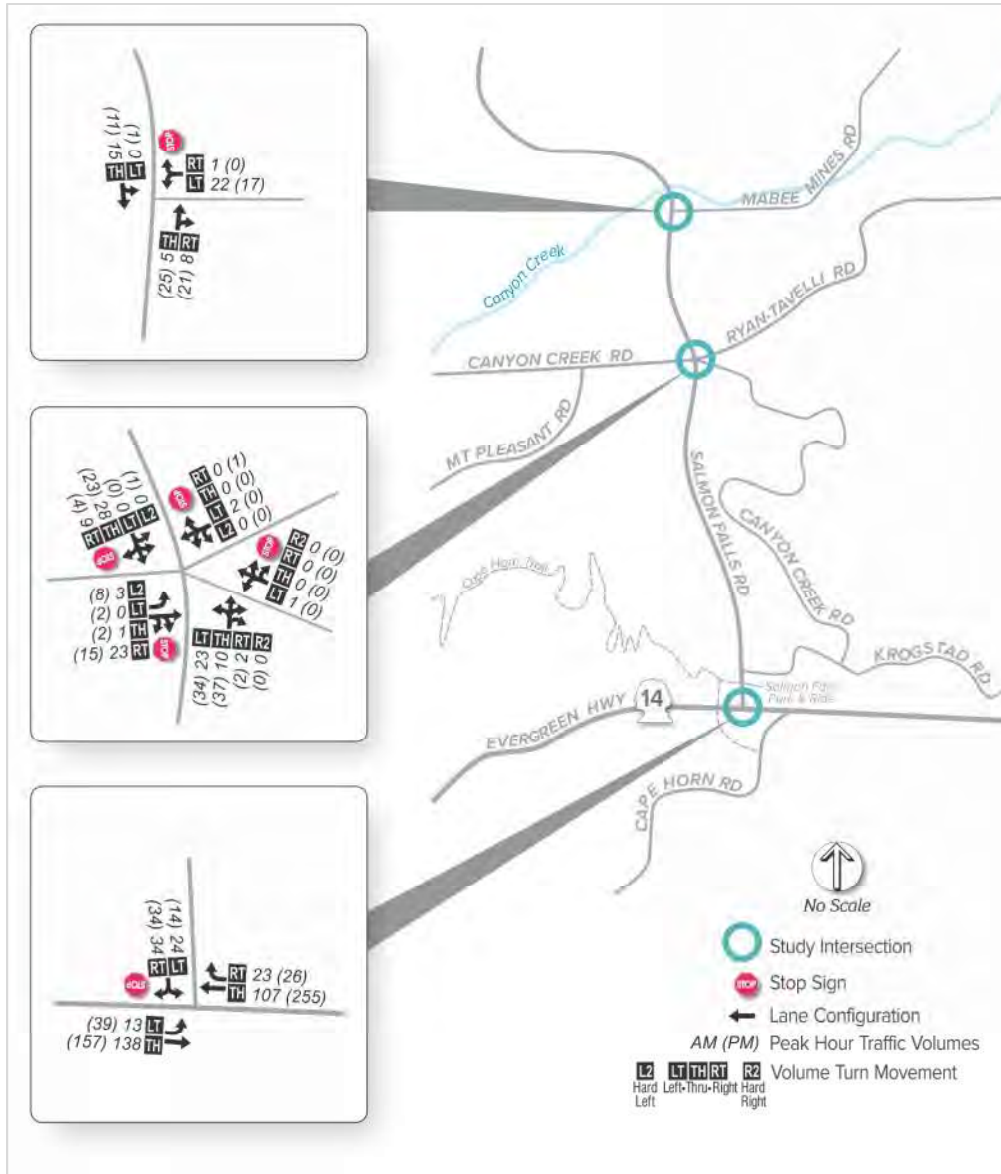 (1) 0 LT
(11) 15 TH
STOP
RT 1 (0)
LT 22 (17)
TH RT
(25) 5
(21) 8
(1) 0 L2
(0) 0 LT
(23) 28 TH
(4) 9 RT
STOP
STOP
RT 0 (1)
TH 0 (0)
LT 2 (0)
L2 0 (0)
STOP
R2 0 (0)
RT 0 (0)
TH 0 (0)
LT 1 (0)
(8) 3 L2
(2) 0 LT
(2) 1 TH
(15) 23 RT
STOP
LT TH RT R2
(34) 23
(37) 10
(2) 2
(0) 0
(14) 24 LT
(34) 34 RT
STOP
RT 23 (26)
TH 107 (255)
(39) 13 LT
(157) 138 TH
MABEE MINES RD
Canyon Creek
RYAN-TAVELLI RD
CANYON CREEK RD
MT PLEASANT RD
SALMON FALLS RD
CANYON CREEK RD
Cape Horn Trail
KROGSTAD RD
Salmon Falls
Park & Ride
14
EVERGREEN HWY
CAPE HORN RD
No Scale
Study Intersection
STOP Stop Sign
Lane Configuration
AM (PM) Peak Hour Traffic Volumes
L2 LT TH RT R2 Volume Turn Movement
Hard Left•Thru•Right Hard
Left Right